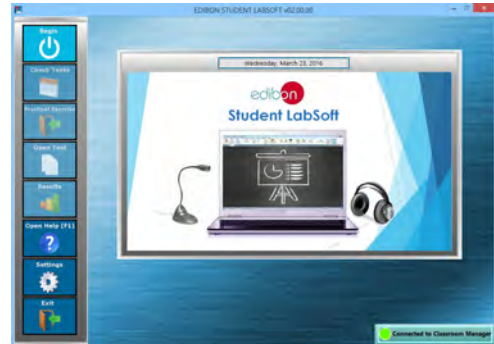 EDIBON STUDENT LABSOFT v02.00.00
Begin
Check Tests
Practical Exercise
Open Test
Results
Open Help (F1)
Settings
Exit
Wednesday, March 23, 2016
edibon
Student LabSoft
Connected to Classroom Manager